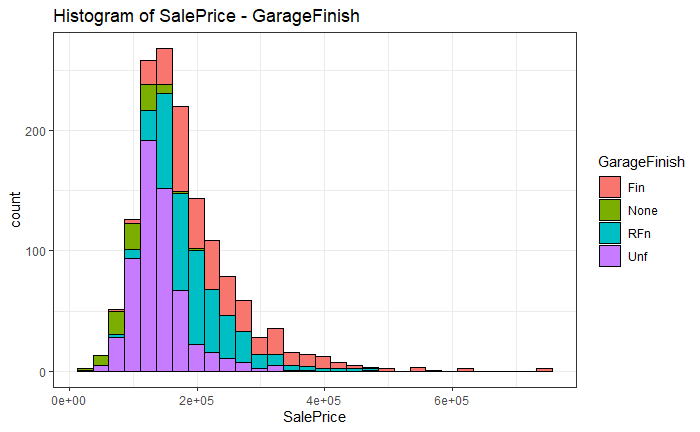 Histogram of SalePrice - GarageFinish
count
200
100
0
0e+00 2e+05 4e+05 6e+05
SalePrice
GarageFinish
Fin
None
RFn
Unf